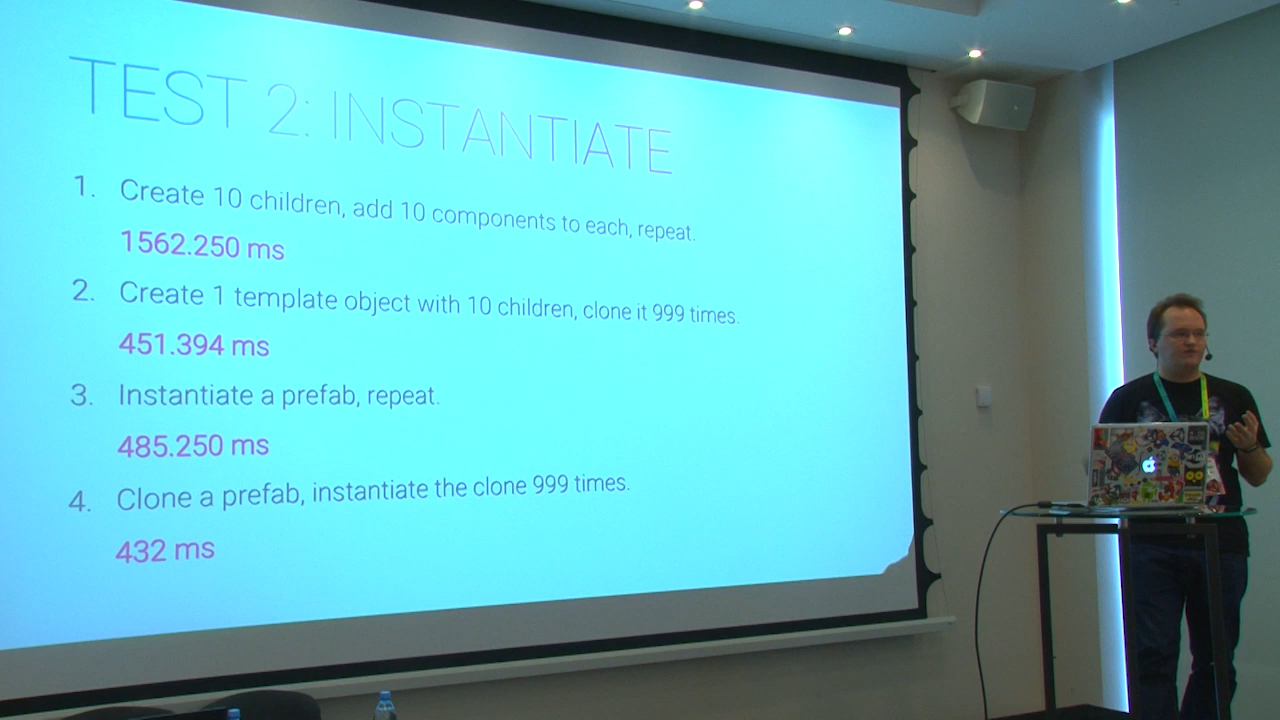 TEST 2: INSTANTIATE
1. Create 10 children, add 10 components to each, repeat.
1562.250 ms
2. Create 1 template object with 10 children, clone it 999 times.
451.394 ms
3. Instantiate a prefab, repeat.
485.250 ms
4. Clone a prefab, instantiate the clone 999 times.
432 ms